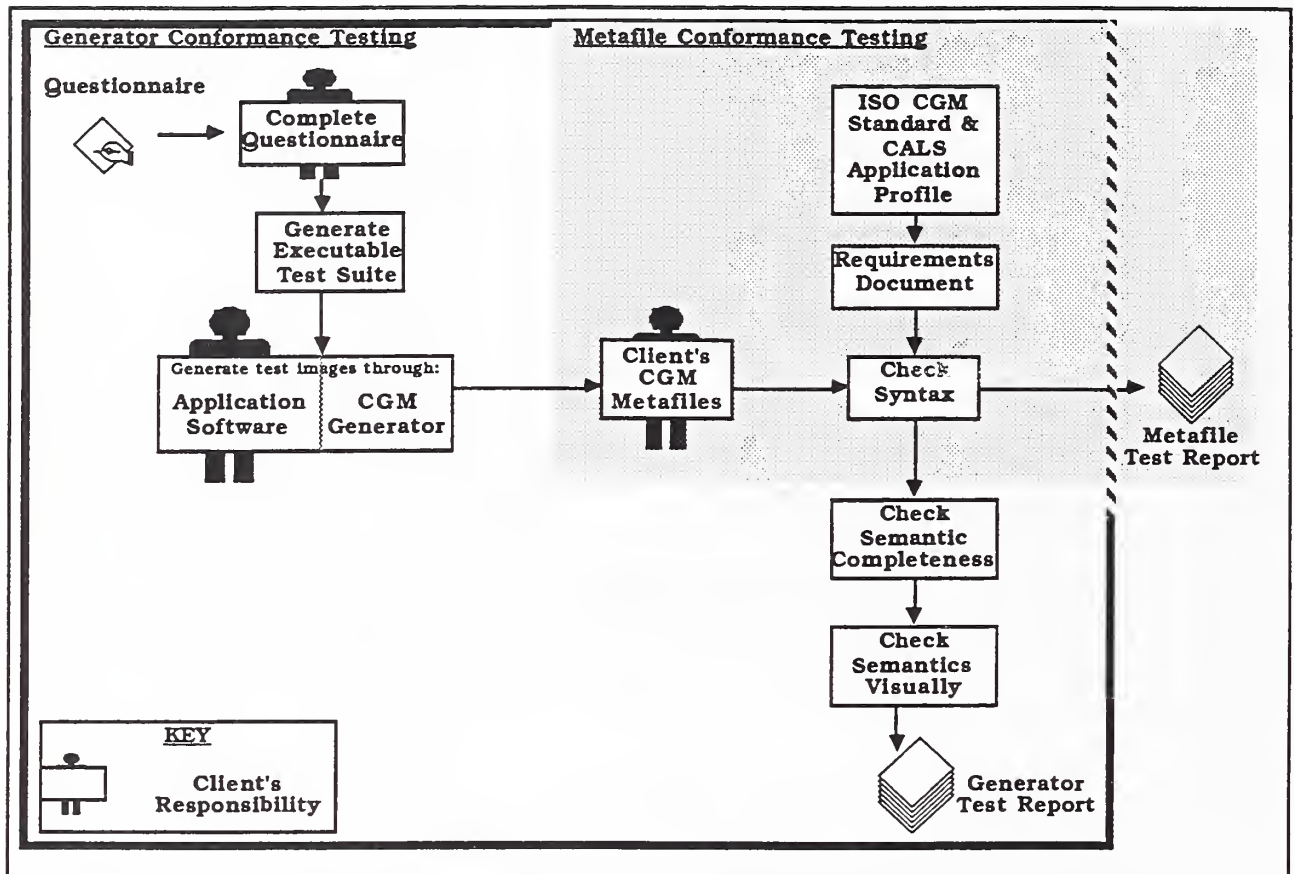 Generator Conformance Testing
Metafile Conformance Testing
Questionnaire
Complete
Questionnaire
Generate
Executable
Test Suite
Generate test images through:
Application
Software
CGM
Generator
Client's
CGM
Metafiles
ISO CGM
Standard &
CALS
Application
Profile
Requirements
Document
Check
Syntax
Metafile
Test Report
Check
Semantic
Completeness
Check
Semantics
Visually
Generator
Test Report
KEY
Client's
Responsibility